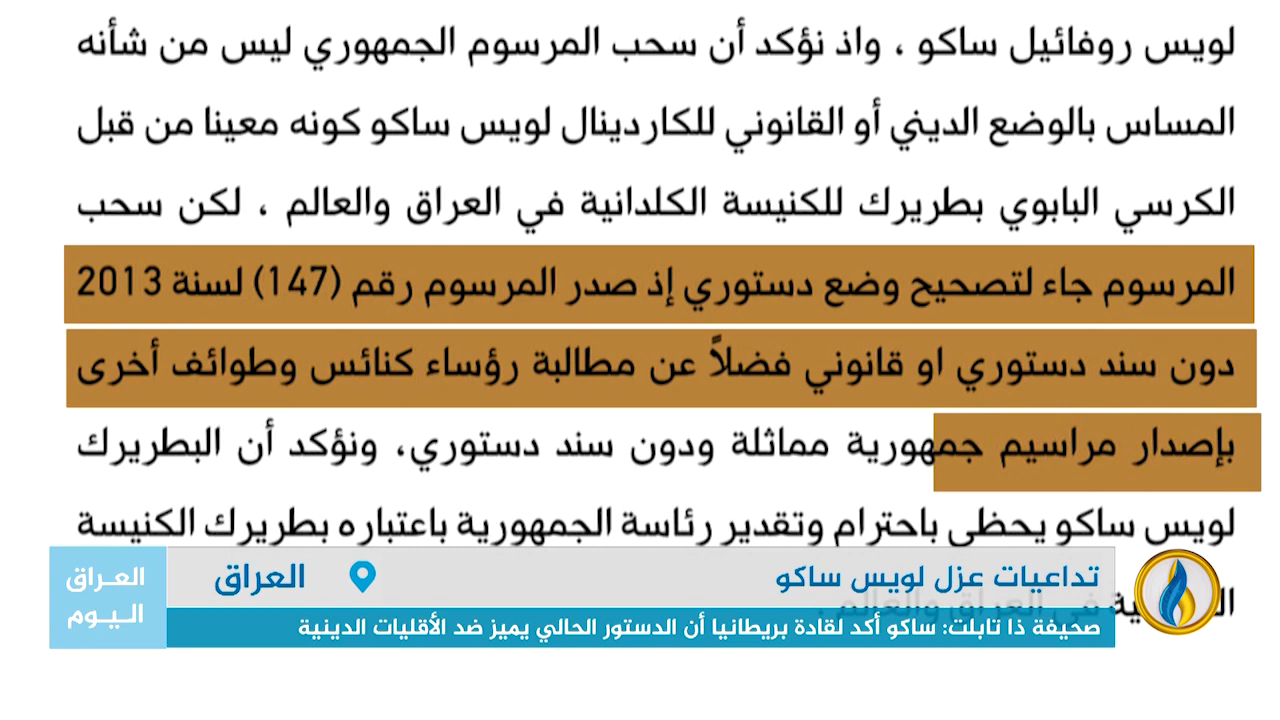 لويس روفائيل ساكو ، واذ نؤكد أن سحب المرسوم الجمهوري ليس من شأنه
المساس بالوضع الديني أو القانوني للكاردينال لويس ساكو كونه معينا من قبل
الكرسي البابوي بطريرك للكنيسة الكلدانية في العراق والعالم ، لكن سحب
المرسوم جاء لتصحيح وضع دستوري إذ صدر المرسوم رقم (147) لسنة 2013
دون سند دستوري او قانوني فضلاً عن مطالبة رؤساء كنائس وطوائف أخرى
بإصدار مراسيم جمهورية مماثلة ودون سند دستوري، ونؤكد أن البطريرك
لويس ساكو يحظى باحترام وتقدير رئاسة الجمهورية باعتباره بطريرك الكنيسة
في العراق والعالم .
تداعيات عزل لويس ساكو
العراق
صحيفة ذا تابلت: ساكو أكد لقادة بريطانيا أن الدستور الحالي يميز ضد الأقليات الدينية
العـراق
اليـوم